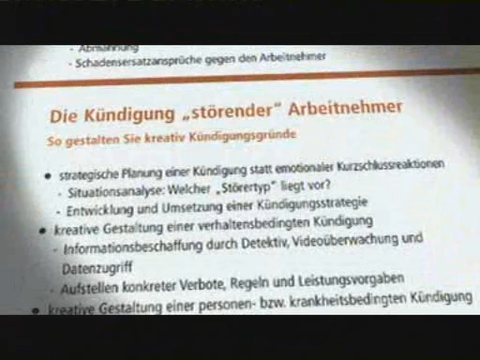 - Abmahnung
- Schadensersatzansprüche gegen den Arbeitnehmer
Die Kündigung „störender" Arbeitnehmer
So gestalten Sie kreativ Kündigungsgründe
• strategische Planung einer Kündigung statt emotionaler Kurzschlussreaktionen
- Situationsanalyse: Welcher „Störertyp" liegt vor?
- Entwicklung und Umsetzung einer Kündigungsstrategie
• kreative Gestaltung einer verhaltensbedingten Kündigung
- Informationsbeschaffung durch Detektiv, Videoüberwachung und
Datenzugriff
- Aufstellen konkreter Verbote, Regeln und Leistungsvorgaben
• kreative Gestaltung einer personen- bzw. krankheitsbedingten Kündigung